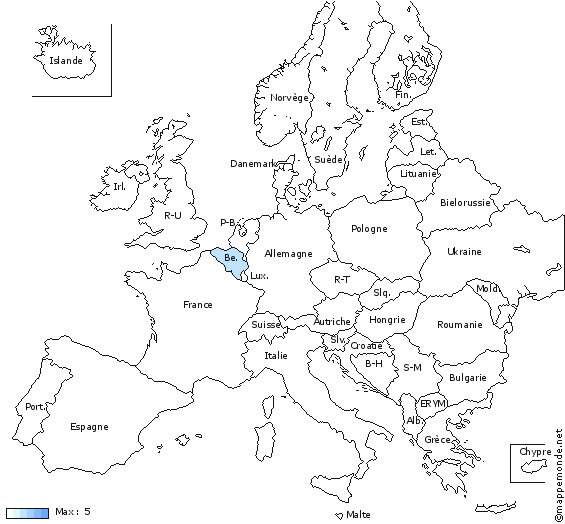 Islande
Norvège
Fin.
Est.
Suède
Let.
Danemark
Lituanie
Irl.
Bielorussie
R-U
P-B
Pologne
Be.
Allemagne
Ukraine
Lux.
R-T
Mold.
Slq.
France
Suisse
Autriche
Hongrie
Roumanie
Slv.
Croatie
Italie
B-H
S-M
Bulgarie
Port.
ERYM
Alb.
Espagne
Grèce
Chypre
Malte
Max: 5
©mappemonde.net